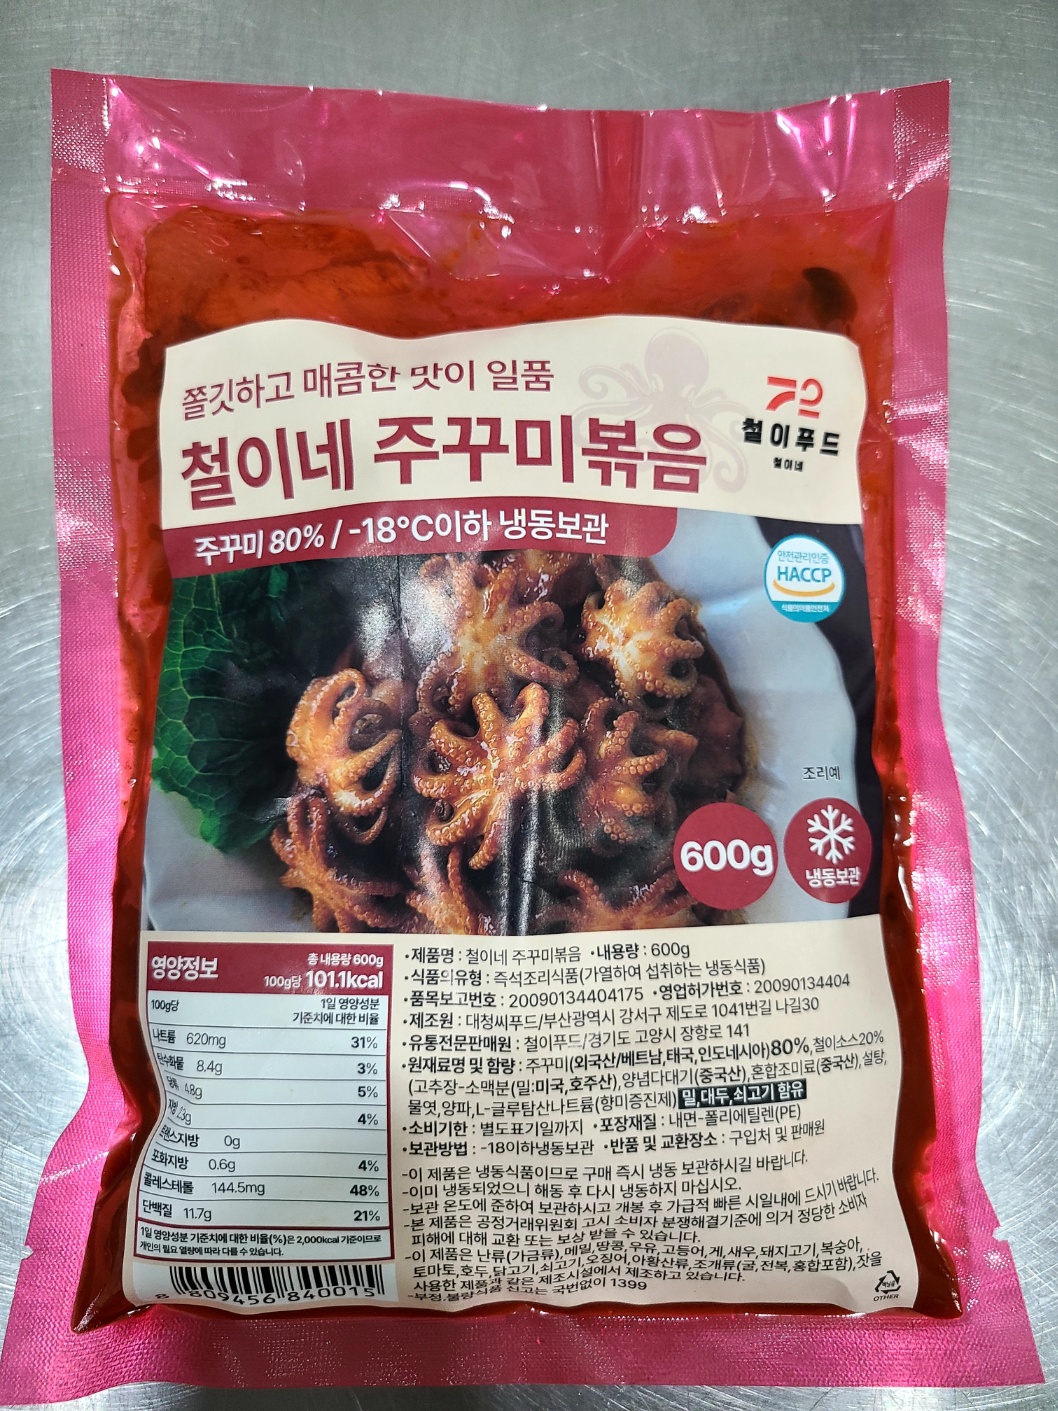 쫄깃하고 매콤한 맛이 일품
철이네 주꾸미볶음
철이푸드
철이네
주꾸미 80% / -18°C이하 냉동보관
안전관리인증
HACCP
식품의약품안전처
조리예
600g
냉동보관
영양정보
총 내용량 600g
100g당 101.1kcal
100g당
1일 영양성분
기준치에 대한 비율
나트륨 620mg 31%
탄수화물 8.4g 3%
당류 4.8g 5%
지방 2.3g 4%
트랜스지방 0g
포화지방 0.6g 4%
콜레스테롤 144.5mg 48%
단백질 11.7g 21%
1일 영양성분 기준치에 대한 비율(%)은 2,000kcal 기준이므로
개인의 필요 열량에 따라 다를 수 있습니다.
8 809456 840015
•제품명 : 철이네 주꾸미볶음 •내용량 : 600g
•식품의유형 : 즉석조리식품(가열하여 섭취하는 냉동식품)
•품목보고번호 : 20090134404175 •영업허가번호 : 20090134404
•제조원 : 대청씨푸드/부산광역시 강서구 제도로 1041번길 나길30
•유통전문판매원 : 철이푸드/경기도 고양시 장항로 141
•원재료명 및 함량 : 주꾸미(외국산/베트남,태국,인도네시아)80%,철이소스20%
(고추장-소맥분(밀:미국,호주산),양념다대기(중국산),혼합조미료(중국산),설탕,
물엿,양파,L-글루탐산나트륨(향미증진제) 밀,대두,쇠고기 함유
•소비기한 : 별도표기일까지 •포장재질 : 내면-폴리에틸렌(PE)
•보관방법 : -18이하냉동보관 •반품 및 교환장소 : 구입처 및 판매원
-이 제품은 냉동식품이므로 구매 즉시 냉동 보관하시길 바랍니다.
-이미 냉동되었으니 해동 후 다시 냉동하지 마십시오.
-보관 온도에 준하여 보관하시고 개봉 후 가급적 빠른 시일내에 드시기 바랍니다.
-본 제품은 공정거래위원회 고시 소비자 분쟁해결기준에 의거 정당한 소비자
피해에 대해 교환 또는 보상 받을 수 있습니다.
-이 제품은 난류(가금류),메밀,땅콩,우유,고등어,게,새우,돼지고기,복숭아,
토마토,호두,닭고기,쇠고기,오징어,아황산류,조개류(굴,전복,홍합포함),잣을
사용한 제품과 같은 제조시설에서 제조하고 있습니다.
-부정,불량식품 신고는 국번없이 1399
OTHER